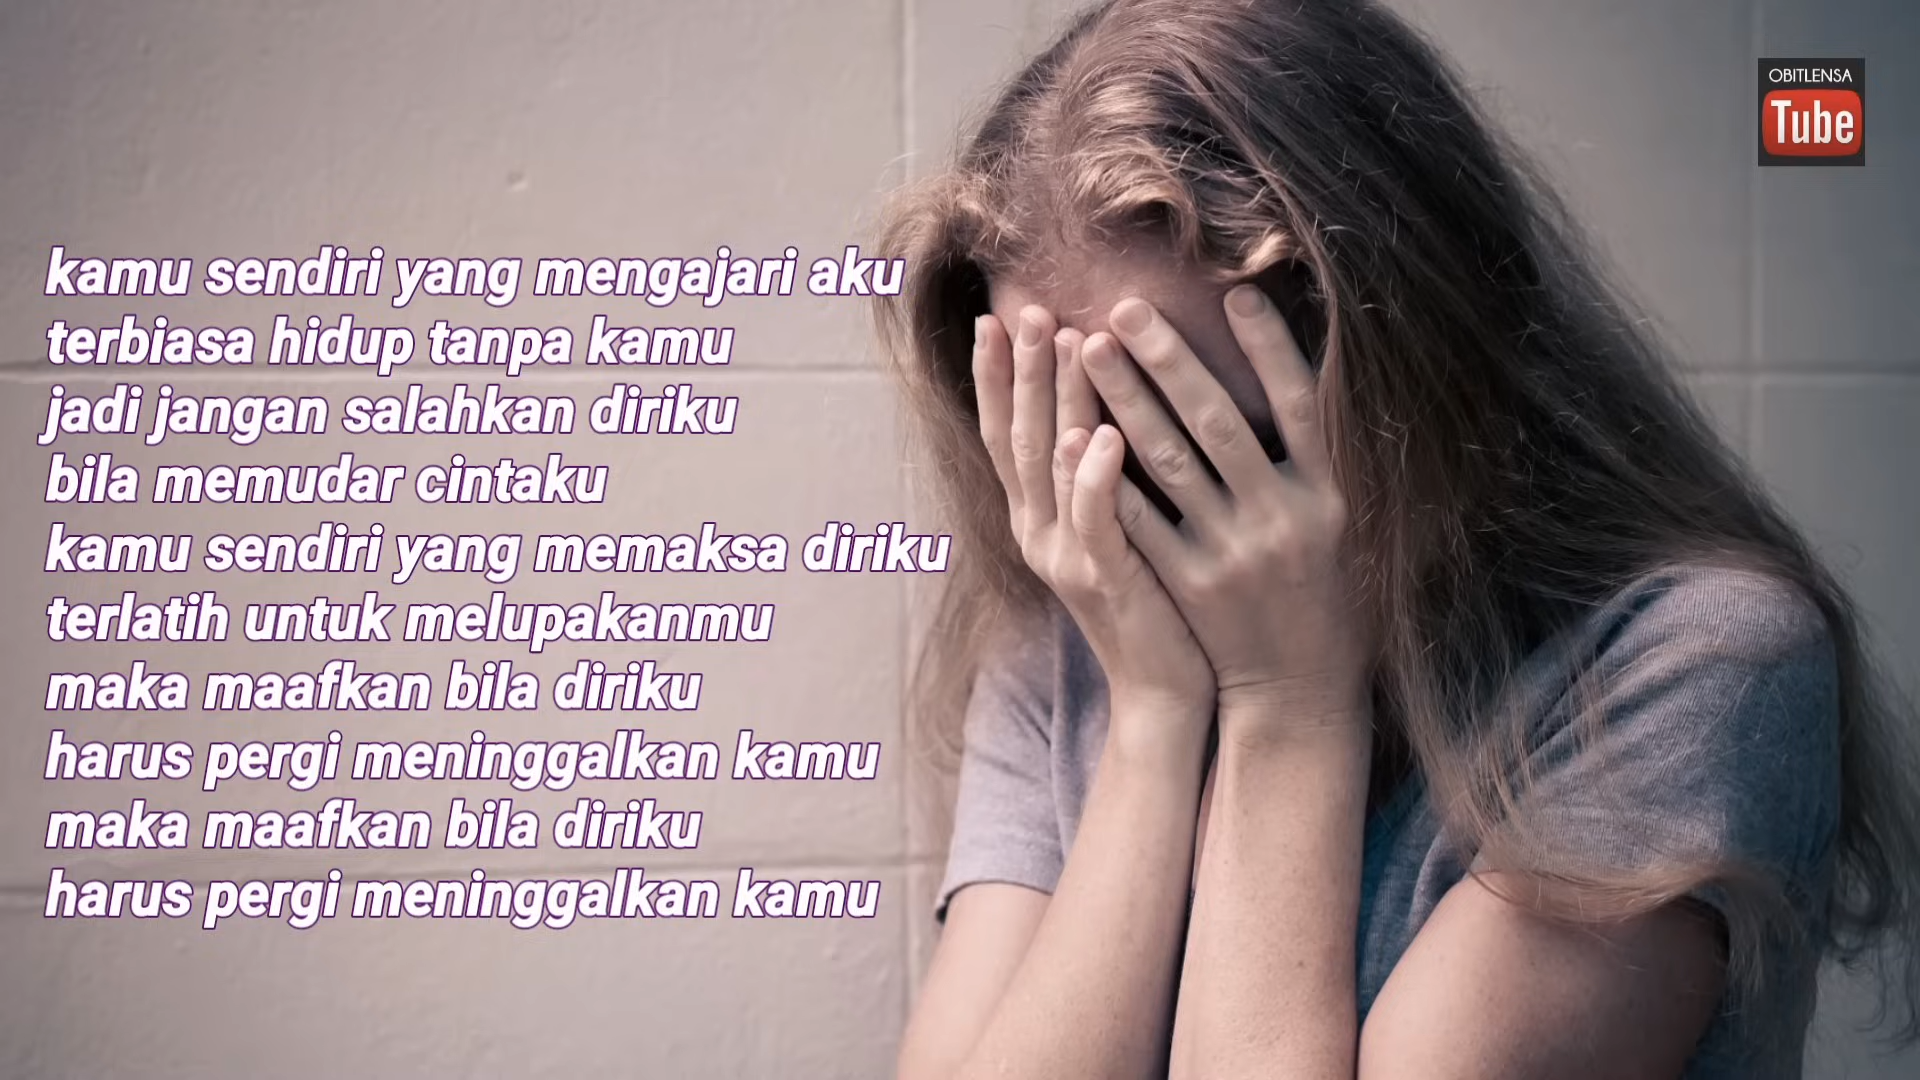 OBITLENSA
Tube
kamu sendiri yang mengajari aku
terbiasa hidup tanpa kamu
jadi jangan salahkan diriku
bila memudar cintaku
kamu sendiri yang memaksa diriku
terlatih untuk melupakanmu
maka maafkan bila diriku
harus pergi meninggalkan kamu
maka maafkan bila diriku
harus pergi meninggalkan kamu